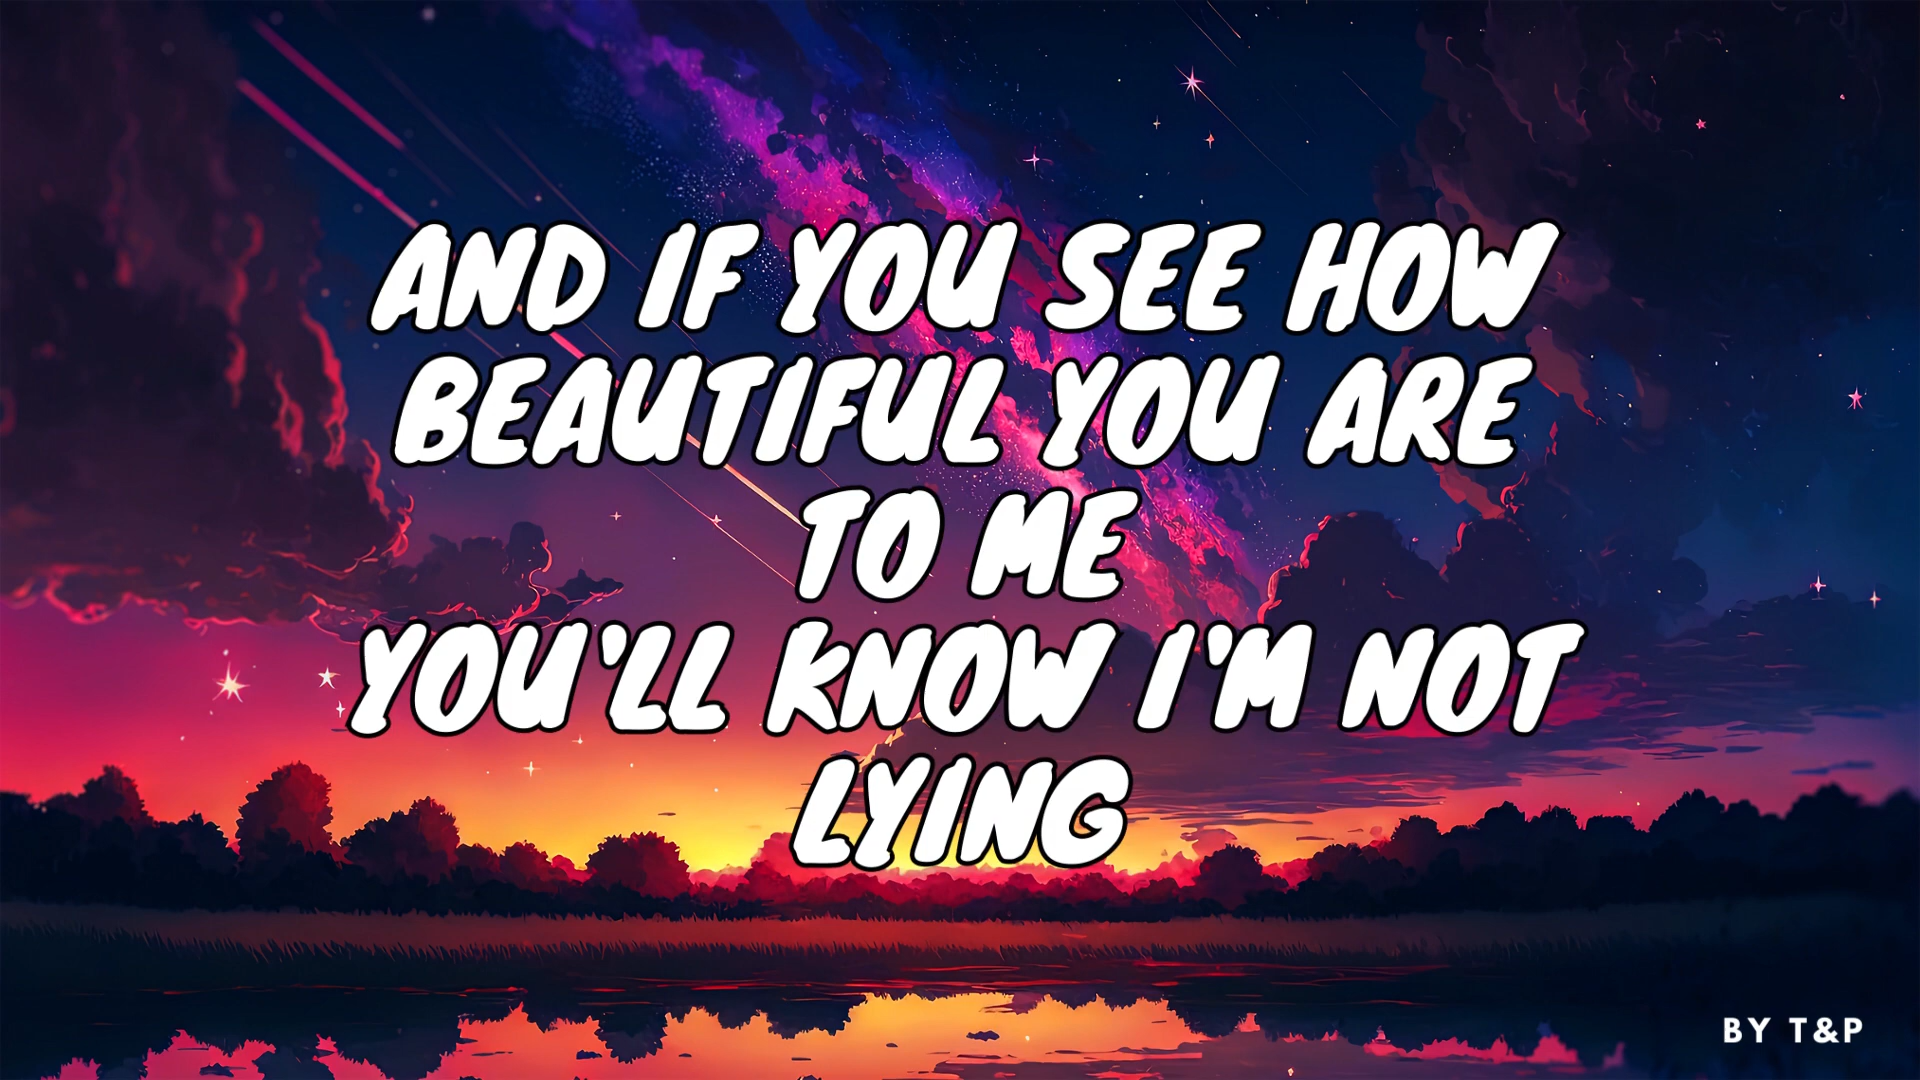 AND IF YOU SEE HOW
BEAUTIFUL YOU ARE
TO ME
YOU'LL KNOW I'M NOT
LYING
BY T&P